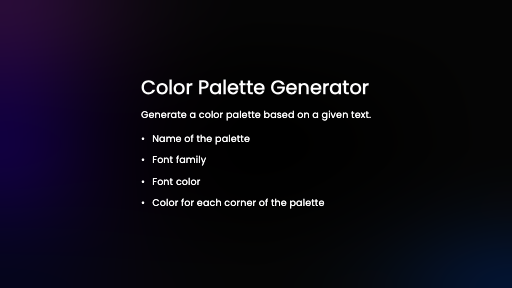 Color Palette Generator
Generate a color palette based on a given text.
• Name of the palette
• Font family
• Font color
• Color for each corner of the palette